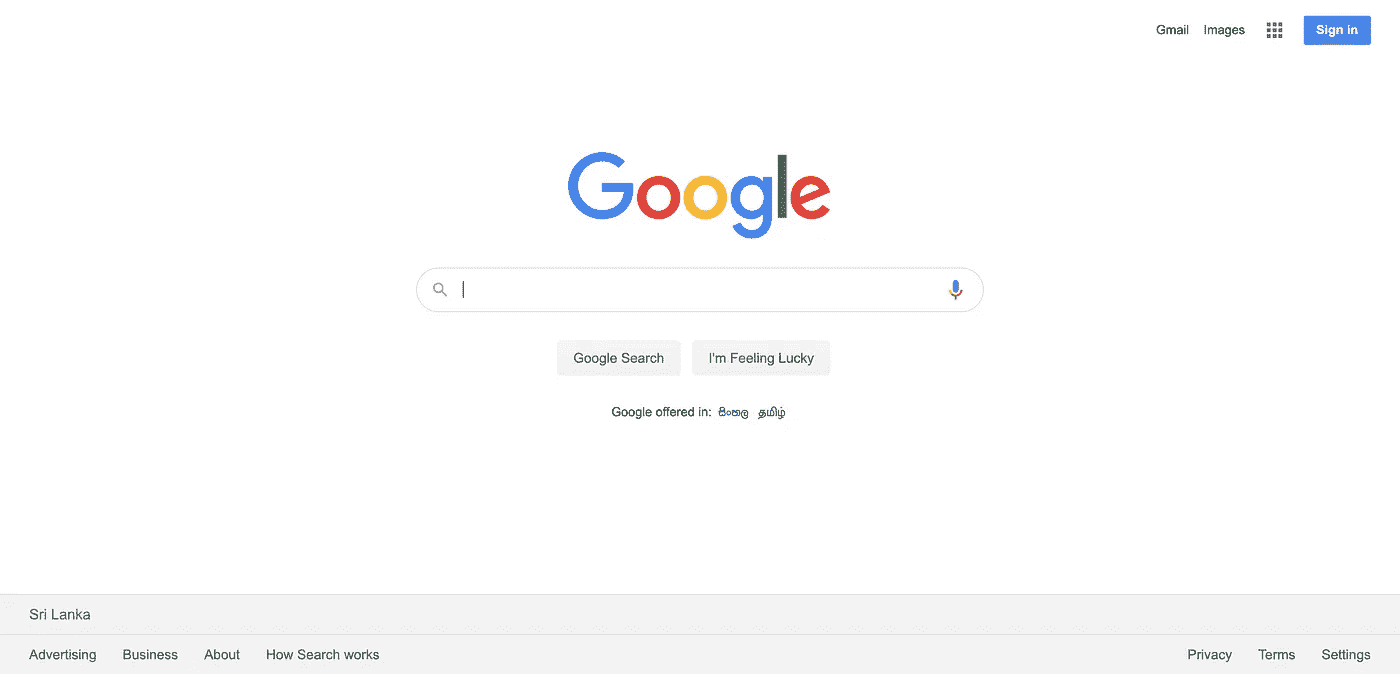 Gmail Images Sign in
Google
Google Search I'm Feeling Lucky
Google offered in: සිංහල தமிழ்
Sri Lanka
Advertising Business About How Search works Privacy Terms Settings